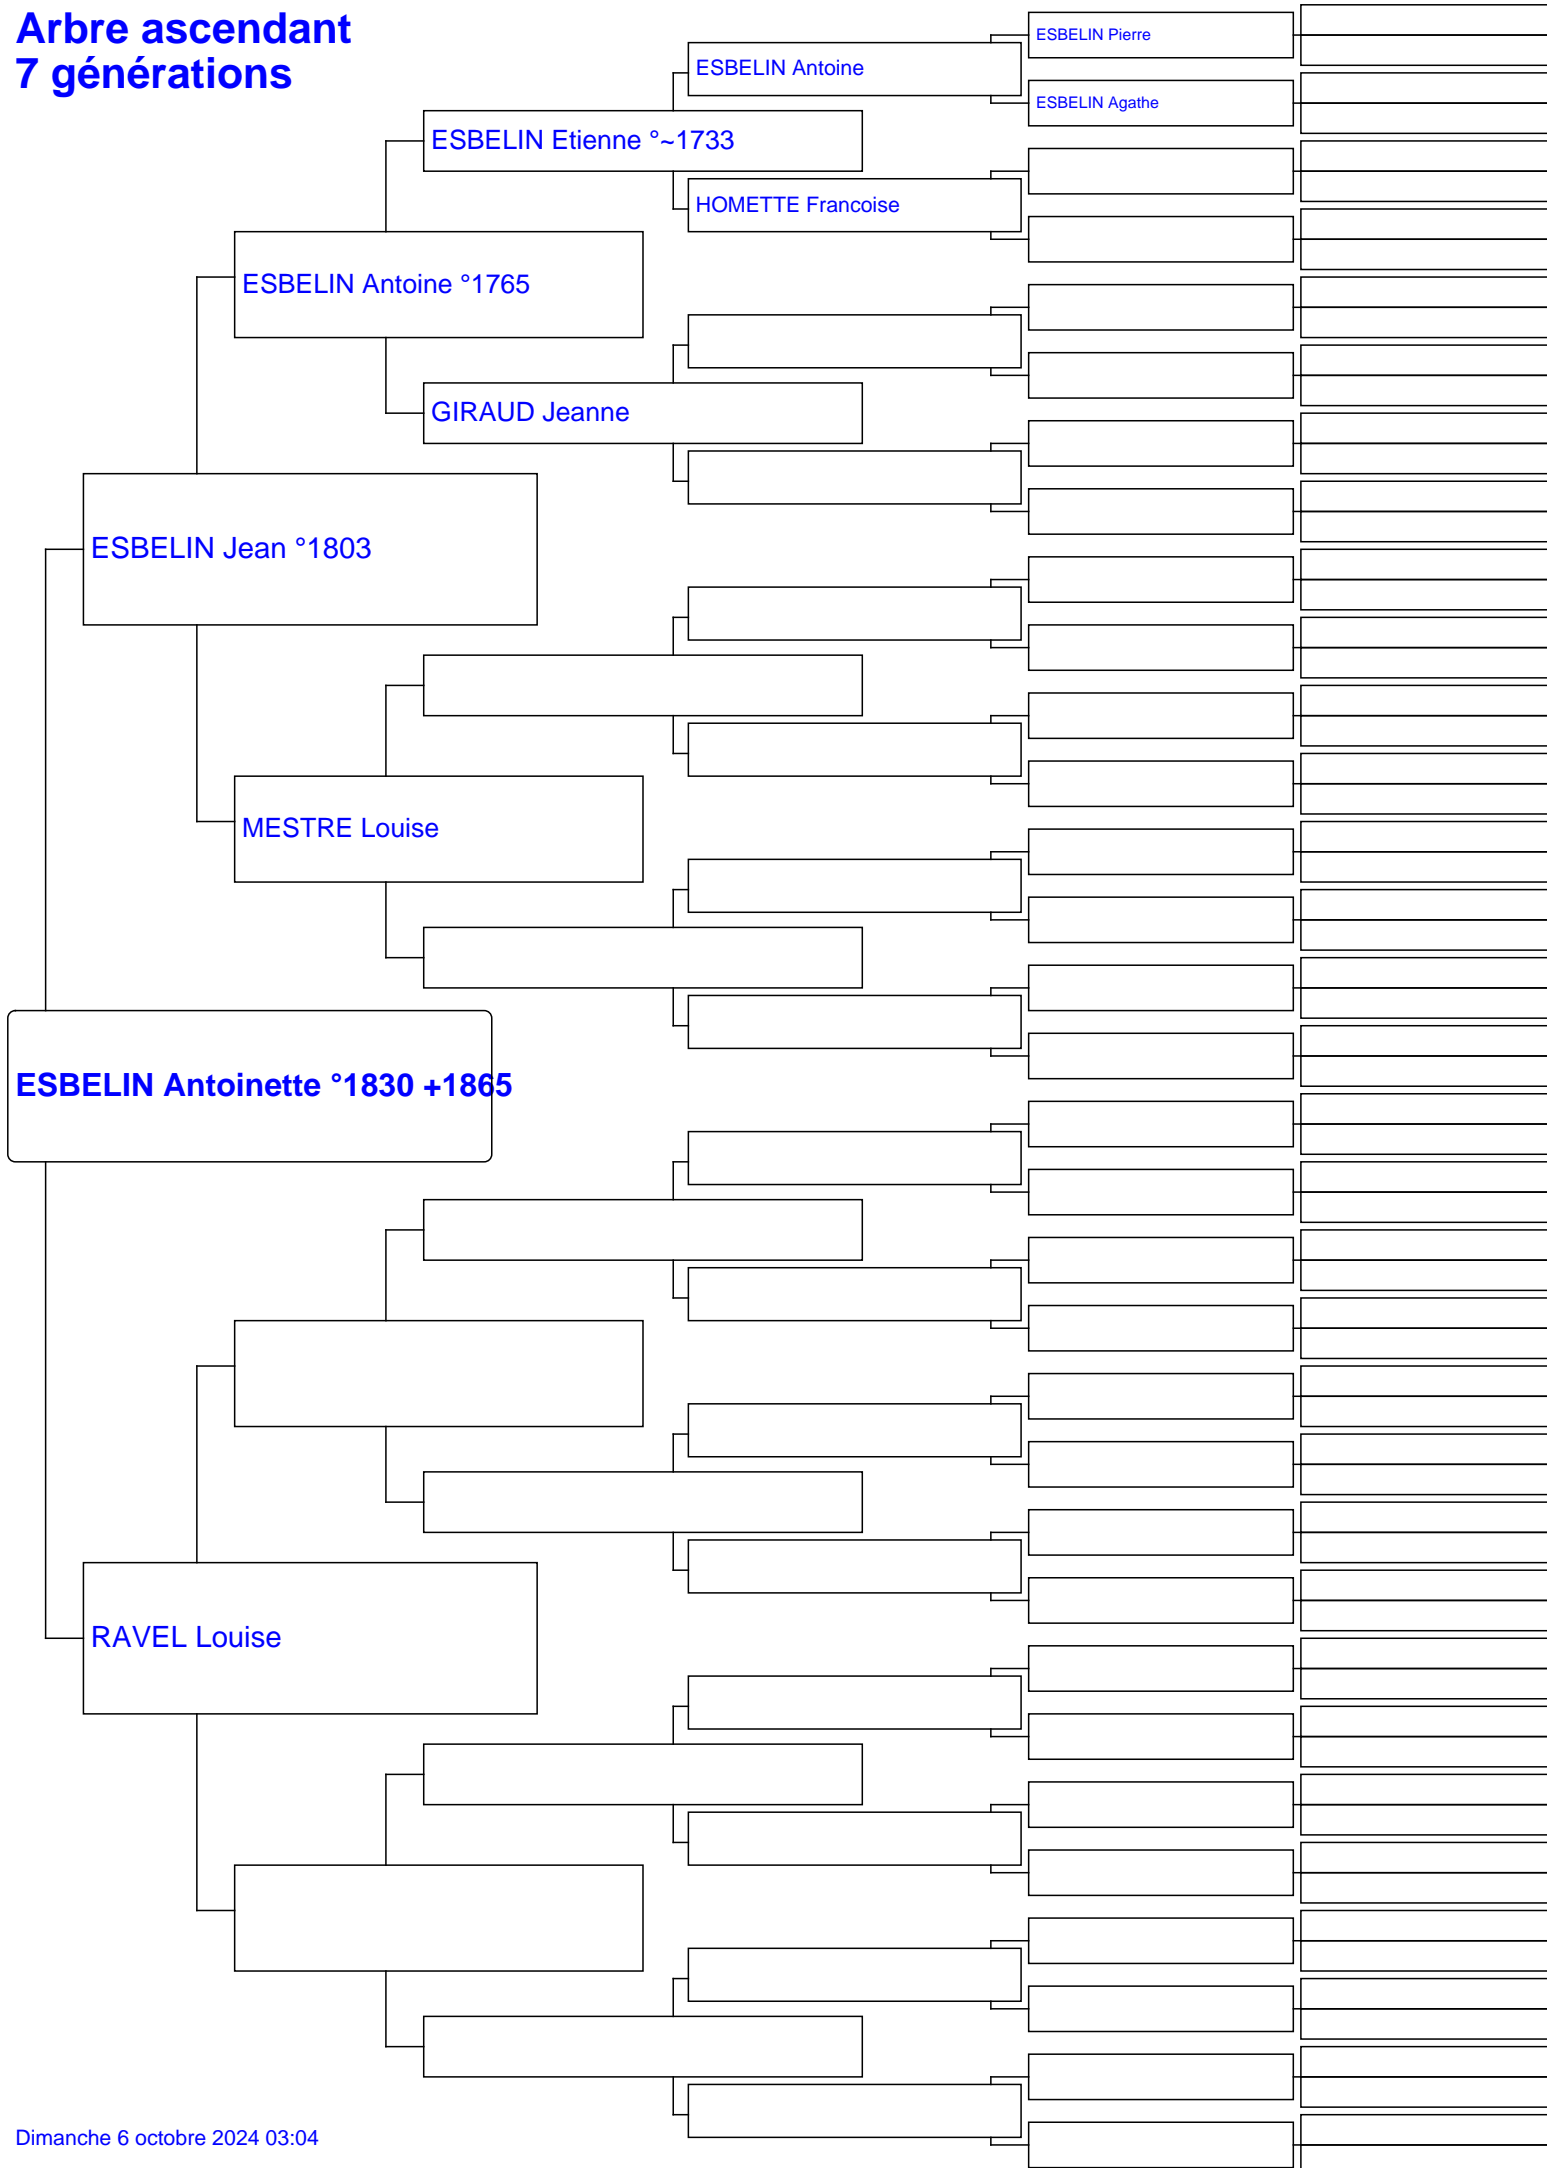 Arbre ascendant
7 générations
ESBELIN Pierre
ESBELIN Antoine
ESBELIN Agathe
ESBELIN Etienne °~1733
HOMETTE Francoise
ESBELIN Antoine °1765
GIRAUD Jeanne
ESBELIN Jean °1803
MESTRE Louise
ESBELIN Antoinette °1830 +1865
RAVEL Louise
Dimanche 6 octobre 2024 03:04